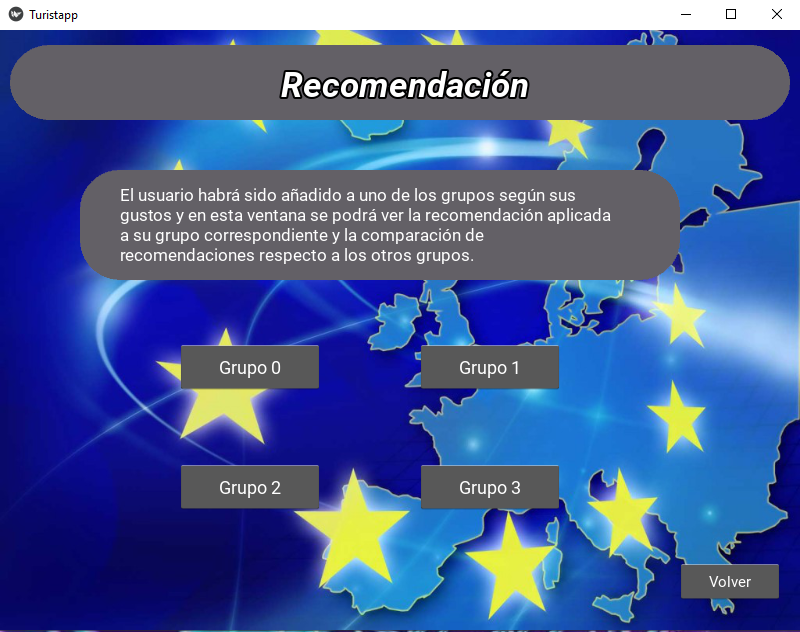 Turistapp
Recomendación
El usuario habrá sido añadido a uno de los grupos según sus
gustos y en esta ventana se podrá ver la recomendación aplicada
a su grupo correspondiente y la comparación de
recomendaciones respecto a los otros grupos.
Grupo 0
Grupo 1
Grupo 2
Grupo 3
Volver